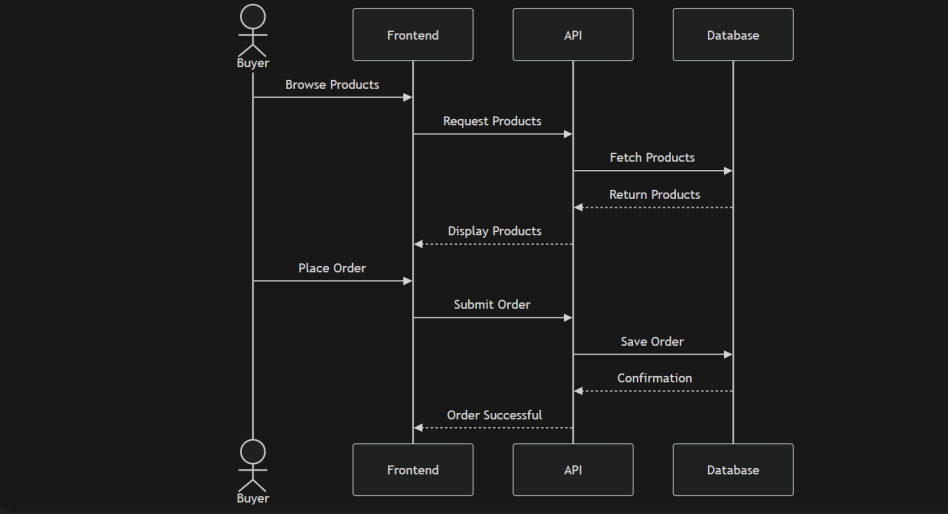 Buyer
Frontend
API
Database
Browse Products
Request Products
Fetch Products
Return Products
Display Products
Place Order
Submit Order
Save Order
Confirmation
Order Successful
Buyer
Frontend
API
Database